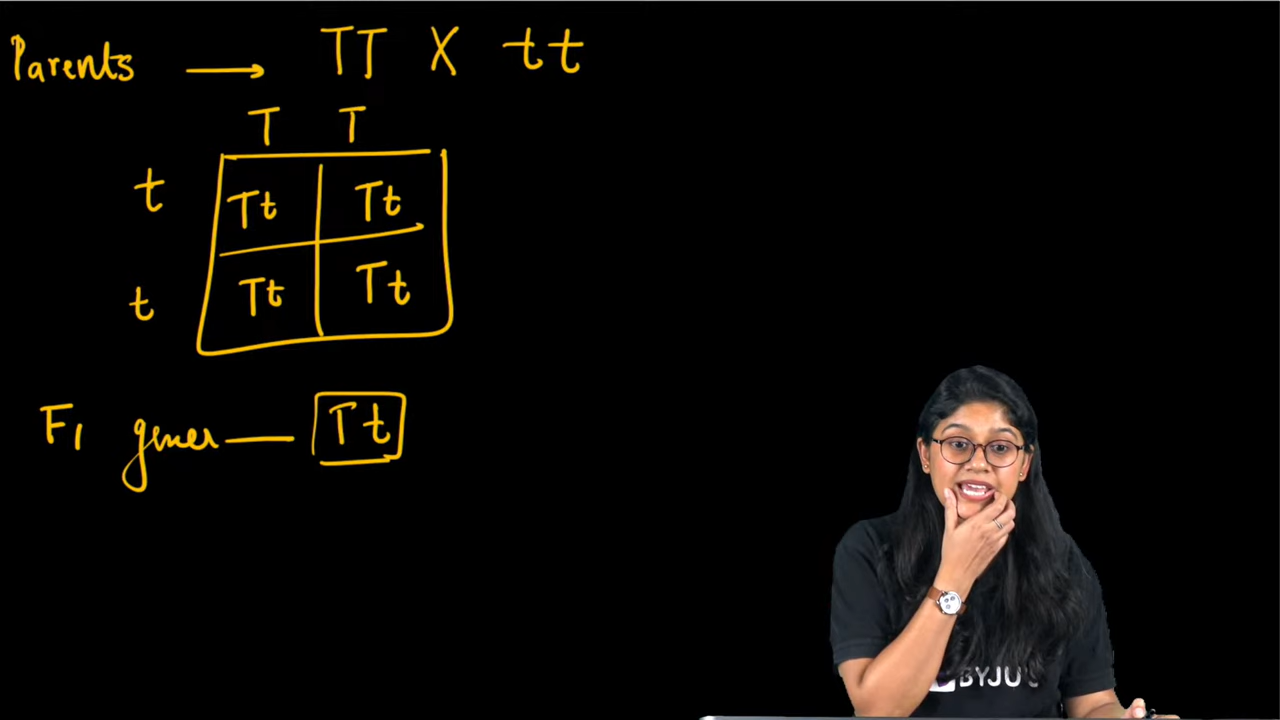 Parents → TT X tt
T T
t Tt Tt
t Tt Tt
F1 gener — Tt
BYJU'S